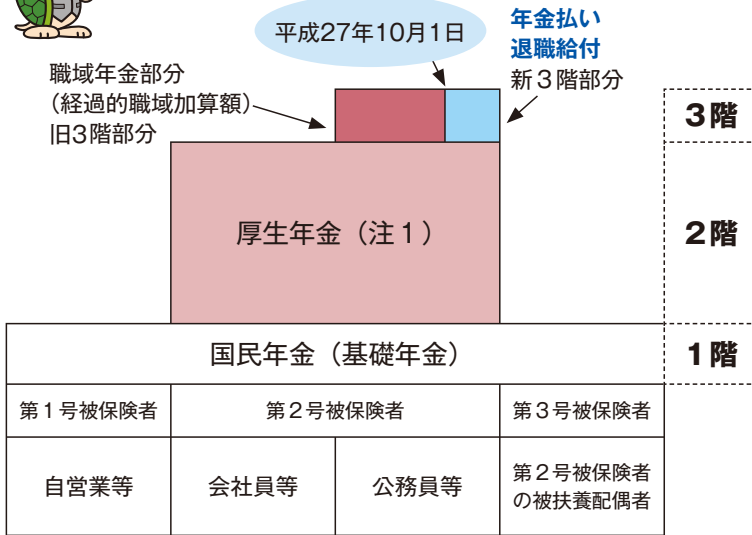 平成27年10月1日
年金払い
退職給付
新３階部分
職域年金部分
（経過的職域加算額）
旧3階部分
３階
厚生年金（注１）
２階
国民年金（基礎年金）
１階
第１号被保険者
第２号被保険者
第３号被保険者
自営業等
会社員等
公務員等
第２号被保険者
の被扶養配偶者